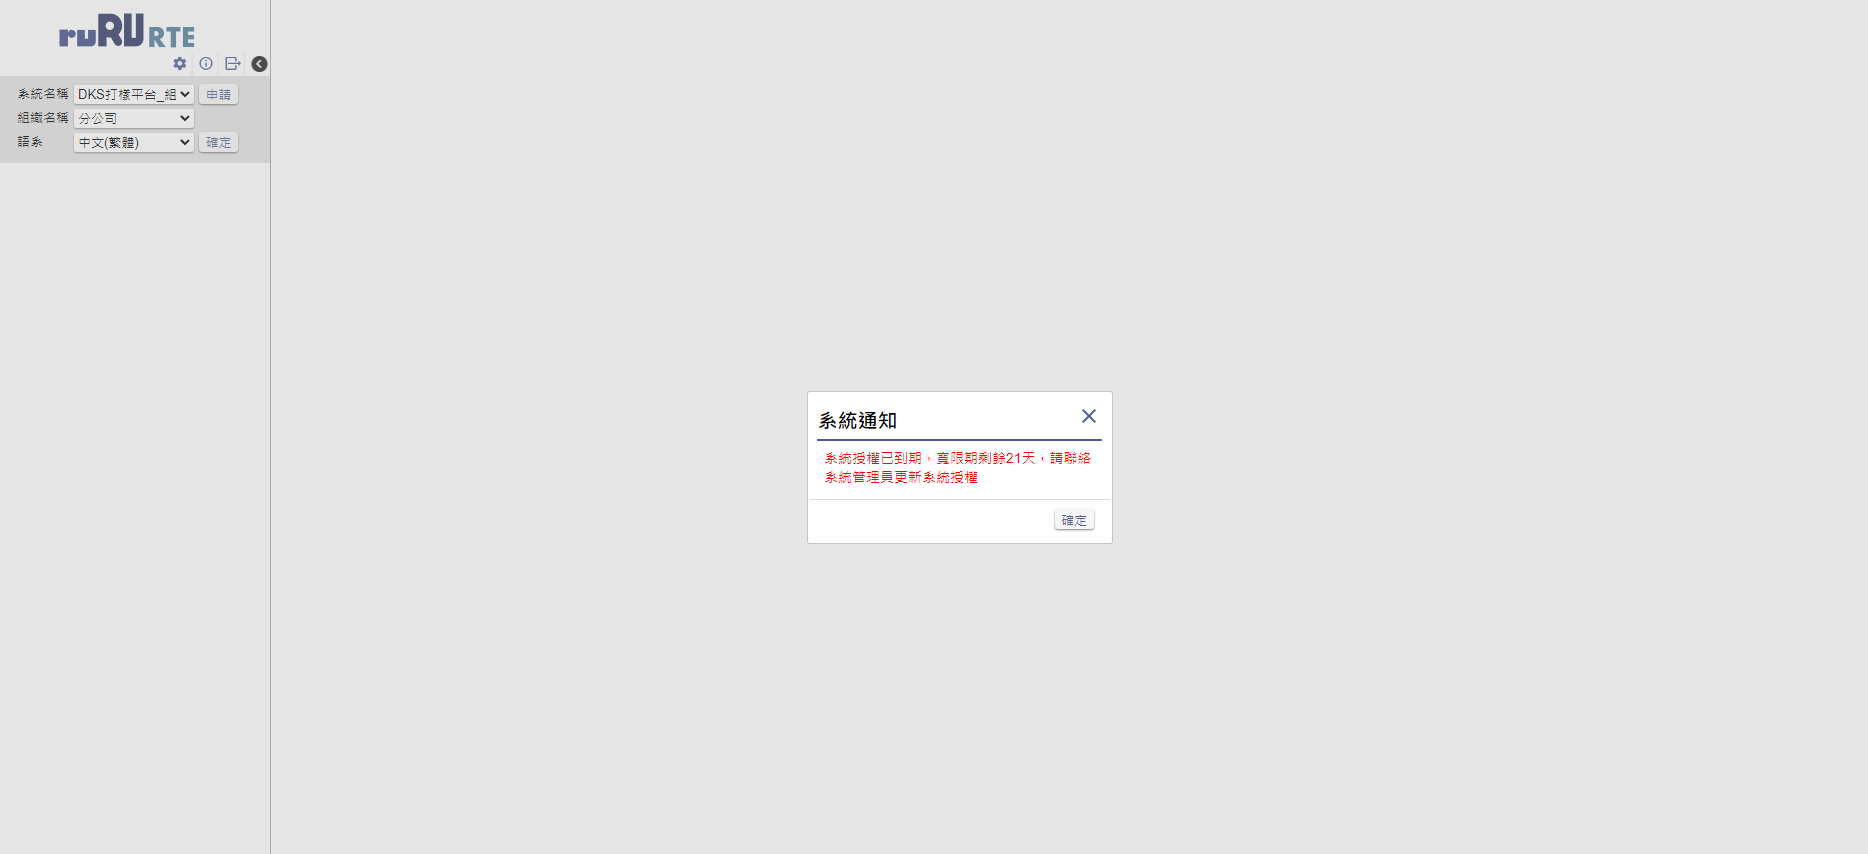 ruRU RTE
系統名稱 DKS打樣平台_組 申請
組織名稱 分公司
語系 中文(繁體) 確定
系統通知
系統授權已到期，寬限期剩餘21天，請聯絡
系統管理員更新系統授權
確定